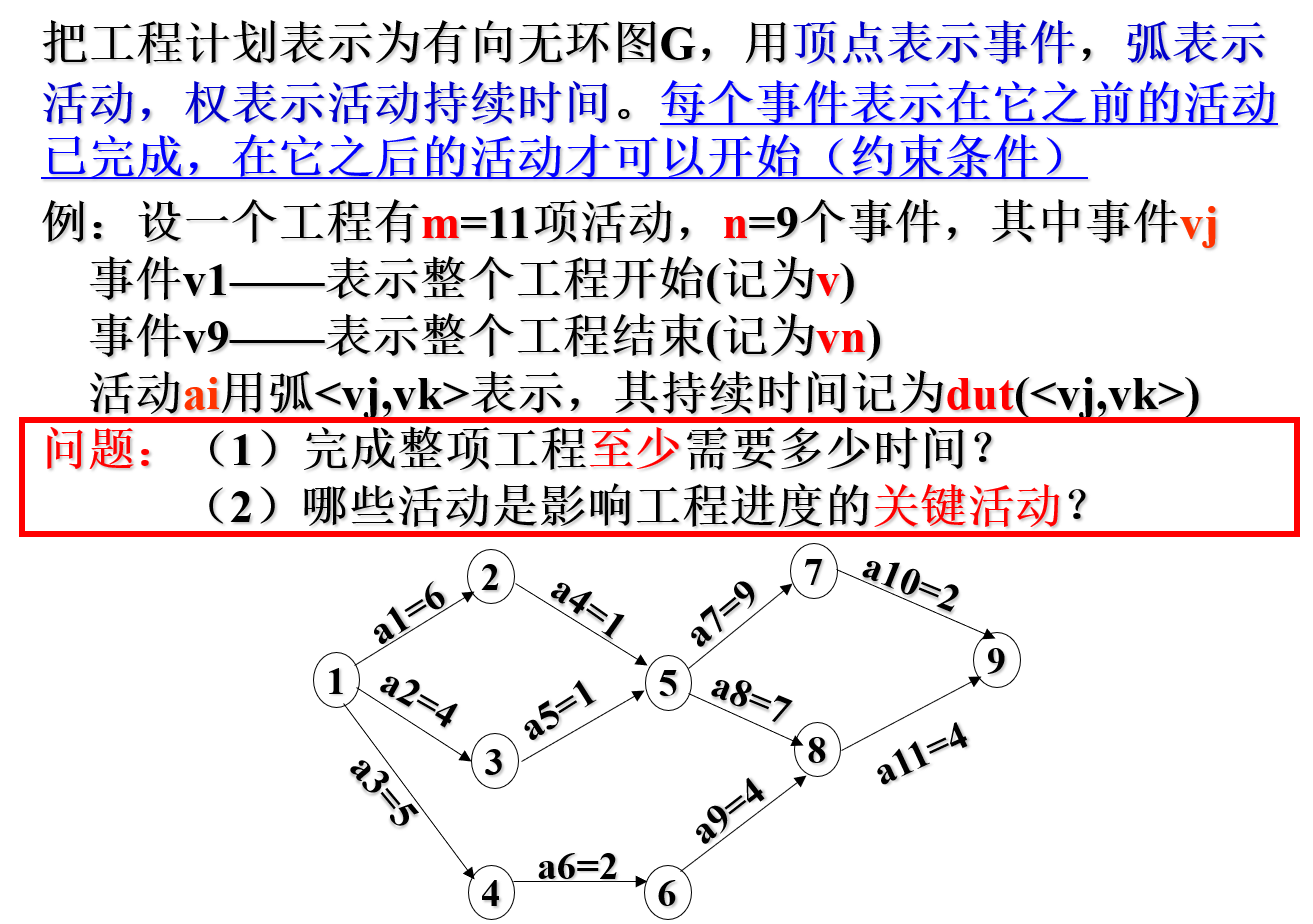 把工程计划表示为有向无环图G，用顶点表示事件，弧表示
活动，权表示活动持续时间。每个事件表示在它之前的活动
已完成，在它之后的活动才可以开始（约束条件）
例：设一个工程有m=11项活动，n=9个事件，其中事件vj
事件v1——表示整个工程开始(记为v)
事件v9——表示整个工程结束(记为vn)
活动ai用弧<vj,vk>表示，其持续时间记为dut(<vj,vk>)
问题：（1）完成整项工程至少需要多少时间？
（2）哪些活动是影响工程进度的关键活动？
2
7
a1=6
a4=1
a7=9
a10=2
1
5
9
a2=4
a5=1
a8=7
3
8
a11=4
a3=5
a9=4
4
a6=2
6